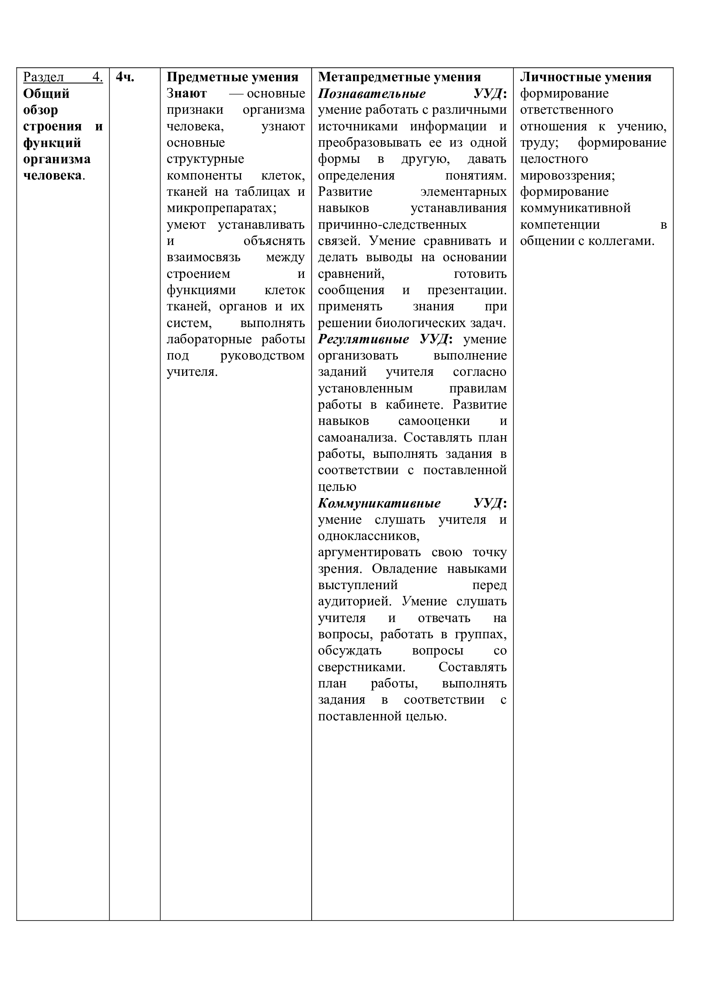 Раздел 4.
Общий
обзор
строения и
функций
организма
человека.
4ч.
Предметные умения
Знают — основные
признаки организма
человека, узнают
основные
структурные
компоненты клеток,
тканей на таблицах и
микропрепаратах;
умеют устанавливать
и объяснять
взаимосвязь между
строением и
функциями клеток
тканей, органов и их
систем, выполнять
лабораторные работы
под руководством
учителя.
Метапредметные умения
Познавательные УУД:
умение работать с различными
источниками информации и
преобразовывать ее из одной
формы в другую, давать
определения понятиям.
Развитие элементарных
навыков устанавливания
причинно-следственных
связей. Умение сравнивать и
делать выводы на основании
сравнений, готовить
сообщения и презентации.
применять знания при
решении биологических задач.
Регулятивные УУД: умение
организовать выполнение
заданий учителя согласно
установленным правилам
работы в кабинете. Развитие
навыков самооценки и
самоанализа. Составлять план
работы, выполнять задания в
соответствии с поставленной
целью
Коммуникативные УУД:
умение слушать учителя и
одноклассников,
аргументировать свою точку
зрения. Овладение навыками
выступлений перед
аудиторией. Умение слушать
учителя и отвечать на
вопросы, работать в группах,
обсуждать вопросы со
сверстниками. Составлять
план работы, выполнять
задания в соответствии с
поставленной целью.
Личностные умения
формирование
ответственного
отношения к учению,
труду; формирование
целостного
мировоззрения;
формирование
коммуникативной
компетенции в
общении с коллегами.